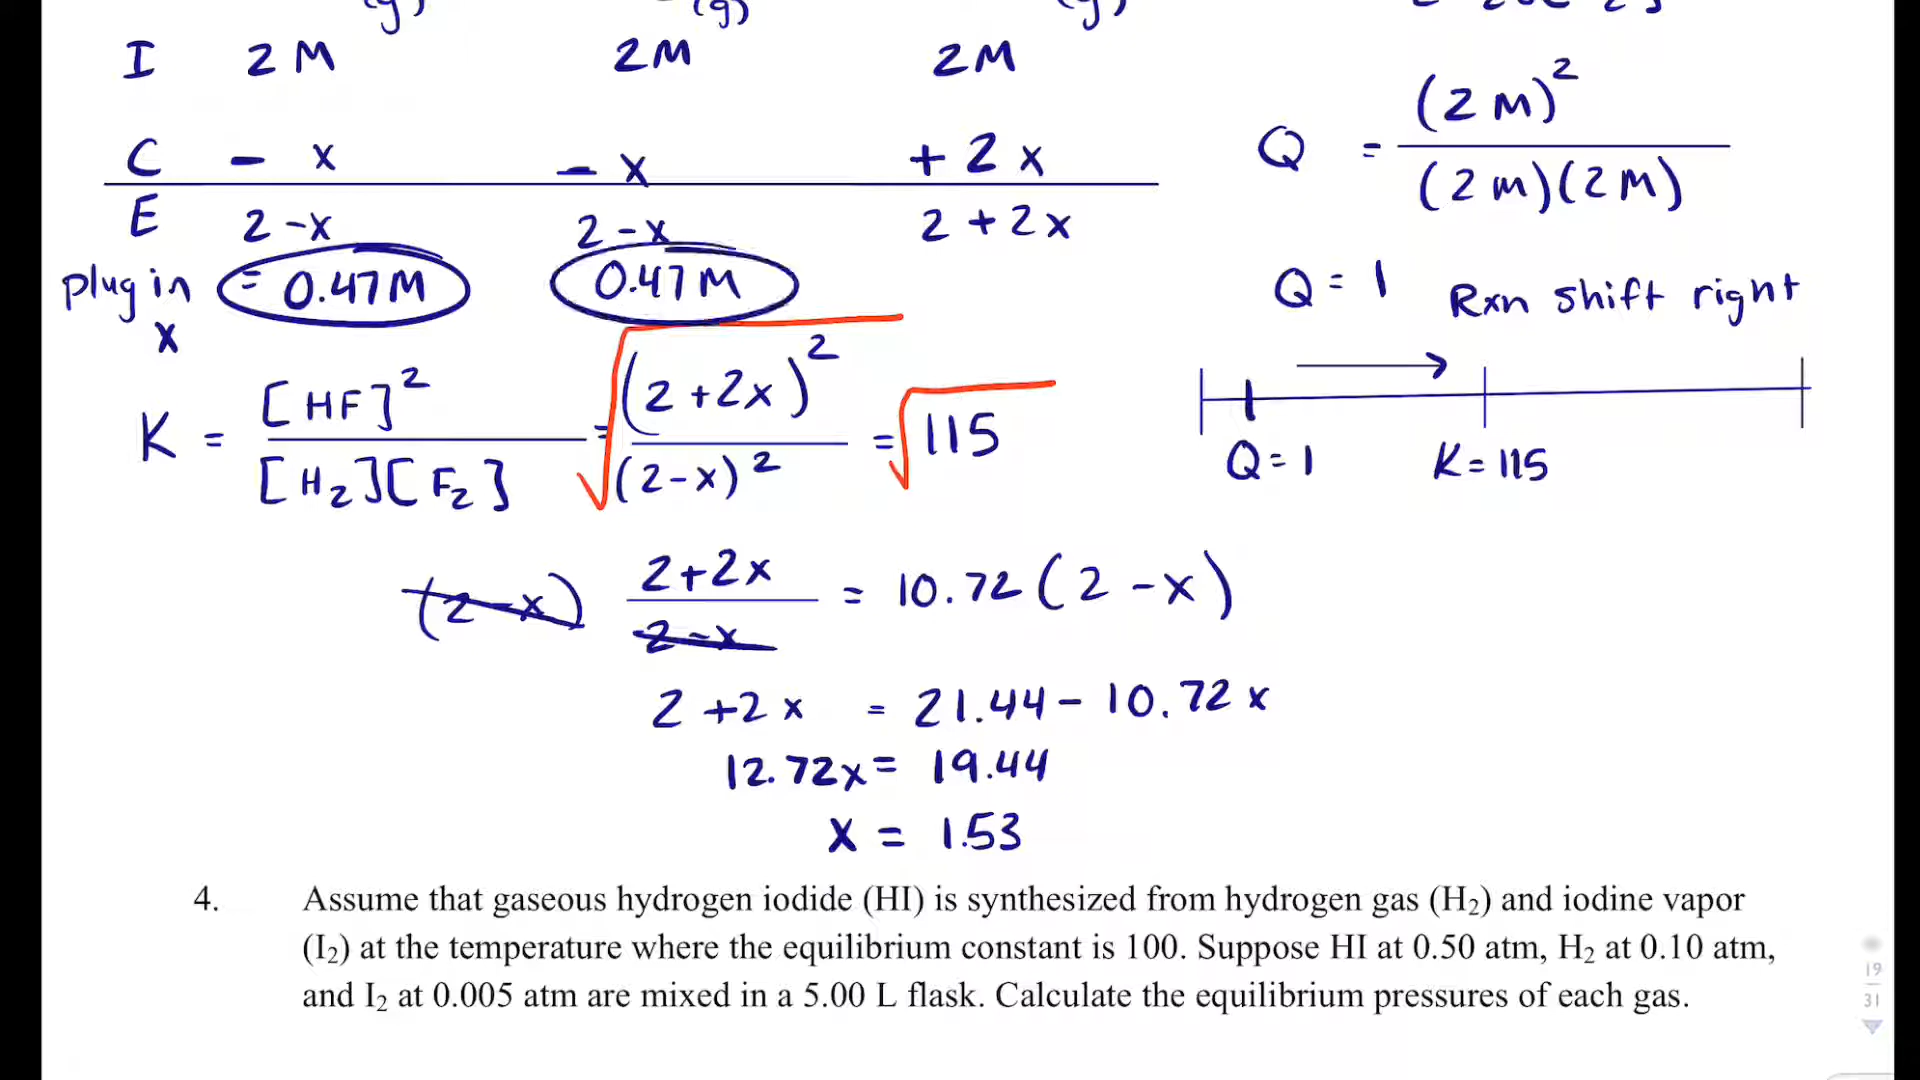 (g) (g) (g)
I 2M 2M 2M
C - x - x + 2x
E 2-x 2-x 2+2x
plug in x = 0.47M 0.47M
Q = (2M)² / (2M)(2M)
Q = 1 Rxn shift right
Q=1 K=115
K = [HF]² / [H₂][F₂] = √(2+2x)² / (2-x)² = √115
(2-x) 2+2x / 2-x = 10.72(2-x)
2+2x = 21.44 - 10.72x
12.72x = 19.44
x = 1.53
4. Assume that gaseous hydrogen iodide (HI) is synthesized from hydrogen gas (H₂) and iodine vapor
(I₂) at the temperature where the equilibrium constant is 100. Suppose HI at 0.50 atm, H₂ at 0.10 atm,
and I₂ at 0.005 atm are mixed in a 5.00 L flask. Calculate the equilibrium pressures of each gas.
19
31